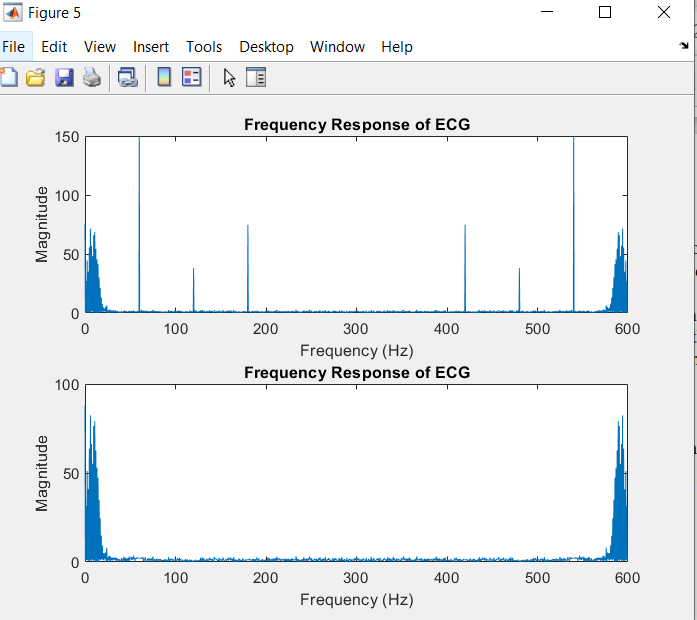 Figure 5
File Edit View Insert Tools Desktop Window Help
Frequency Response of ECG
150
100
50
0
Magnitude
0 100 200 300 400 500 600
Frequency (Hz)
Frequency Response of ECG
100
50
0
Magnitude
0 100 200 300 400 500 600
Frequency (Hz)